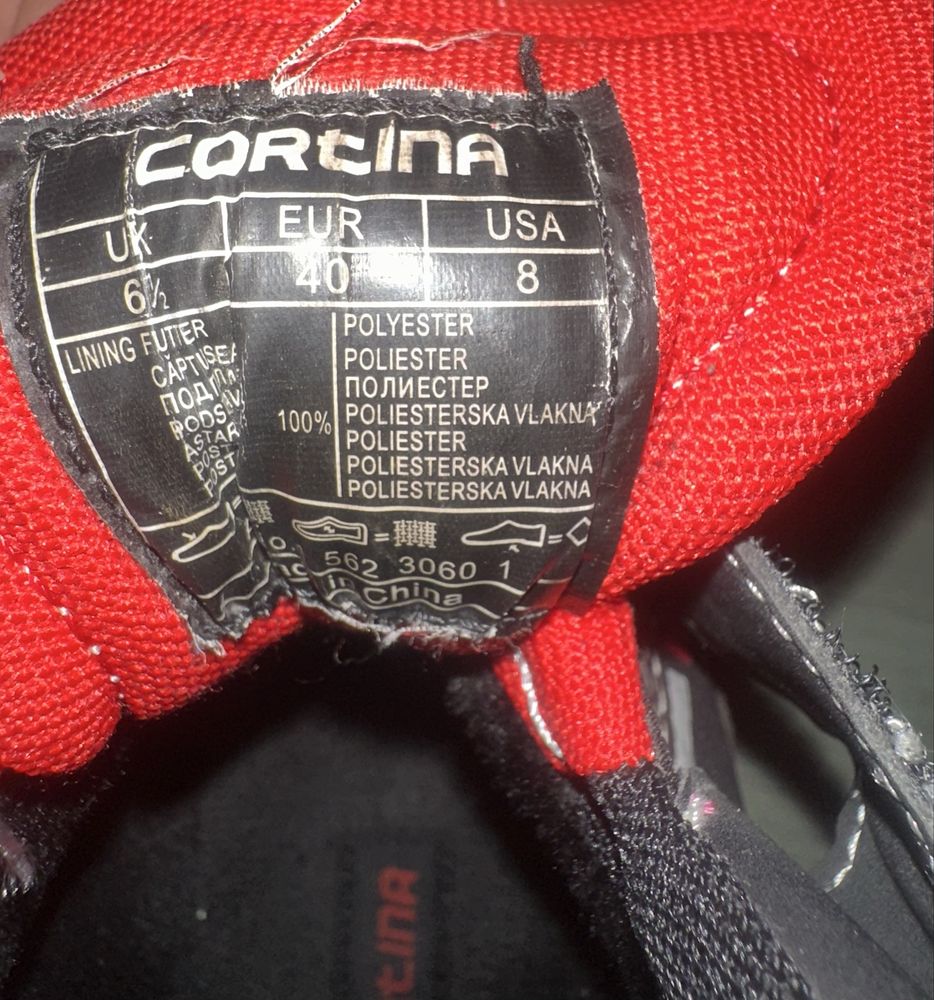 CORTINA
UK EUR USA
6½ 40 8
LINING FUTTER
100%
POLYESTER
POLIESTER
ПОЛИЕСТЕР
POLIESTERSKA VLAKNA
POLIESTER
POLIESTERSKA VLAKNA
POLIESTERSKA VLAKNA
562 3060 1
in China